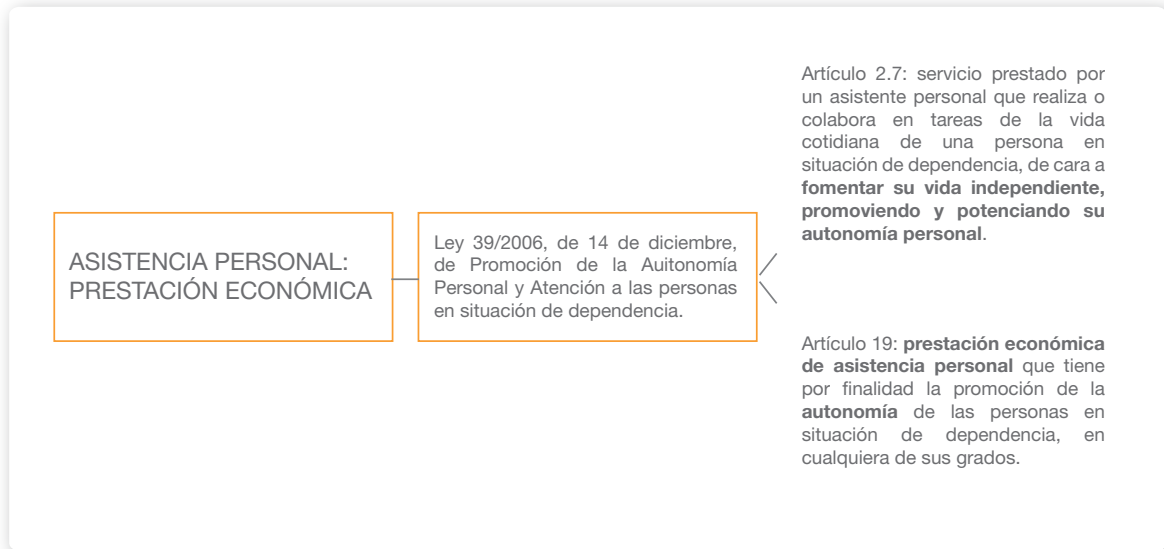 ASISTENCIA PERSONAL:
PRESTACIÓN ECONÓMICA
Ley 39/2006, de 14 de diciembre,
de Promoción de la Auitonomía
Personal y Atención a las personas
en situación de dependencia.
Artículo 2.7: servicio prestado por
un asistente personal que realiza o
colabora en tareas de la vida
cotidiana de una persona en
situación de dependencia, de cara a
fomentar su vida independiente,
promoviendo y potenciando su
autonomía personal.
Artículo 19: prestación económica
de asistencia personal que tiene
por finalidad la promoción de la
autonomía de las personas en
situación de dependencia, en
cualquiera de sus grados.